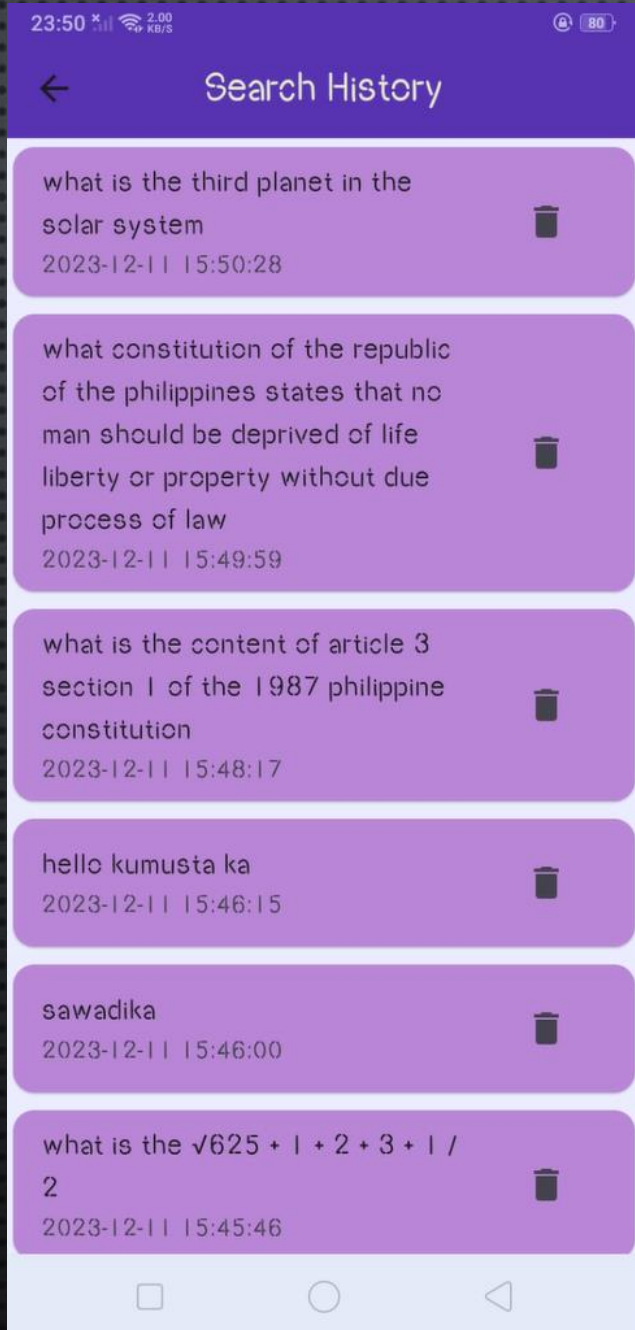 23:50 2.00 KB/S 80
Search History
what is the third planet in the
solar system
2023-12-11 15:50:28
what constitution of the republic
of the philippines states that no
man should be deprived of life
liberty or property without due
process of law
2023-12-11 15:49:59
what is the content of article 3
section 1 of the 1987 philippine
constitution
2023-12-11 15:48:17
hello kumusta ka
2023-12-11 15:46:15
sawadika
2023-12-11 15:46:00
what is the √625 + 1 + 2 + 3 + 1 /
2
2023-12-11 15:45:46